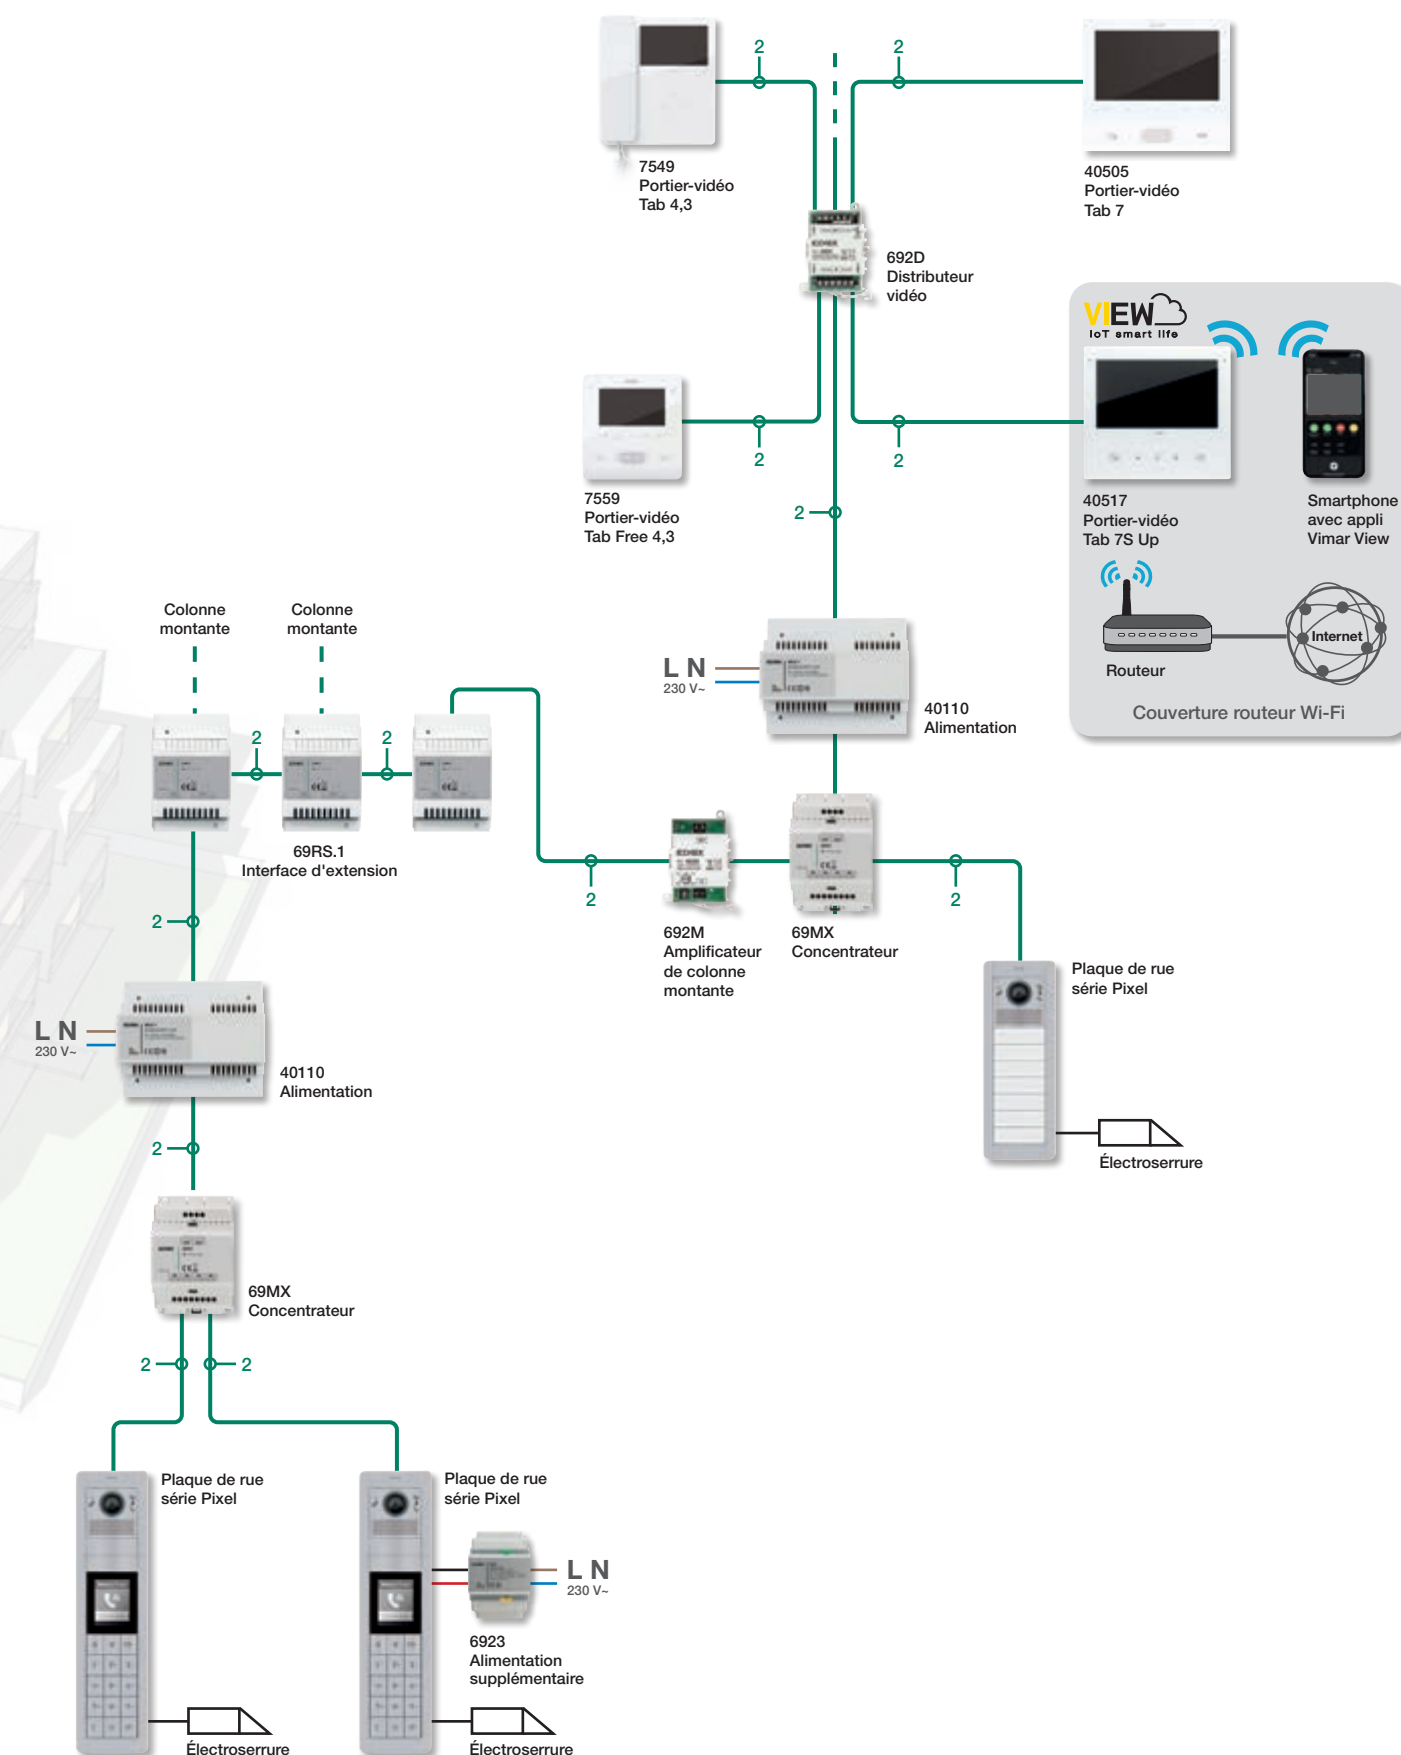 2
2
7549
Portier-vidéo
Tab 4,3
40505
Portier-vidéo
Tab 7
692D
Distributeur
vidéo
VIEW
IoT smart life
2
2
7559
Portier-vidéo
Tab Free 4,3
2
40517
Portier-vidéo
Tab 7S Up
Smartphone
avec appli
Vimar View
Internet
Routeur
Couverture routeur Wi-Fi
Colonne
montante
Colonne
montante
L N
230 V~
40110
Alimentation
2
2
69RS.1
Interface d'extension
2
2
692M
Amplificateur
de colonne
montante
69MX
Concentrateur
2
Plaque de rue
série Pixel
L N
230 V~
40110
Alimentation
2
Électroserrure
69MX
Concentrateur
2
2
Plaque de rue
série Pixel
Plaque de rue
série Pixel
L N
230 V~
6923
Alimentation
supplémentaire
Électroserrure
Électroserrure